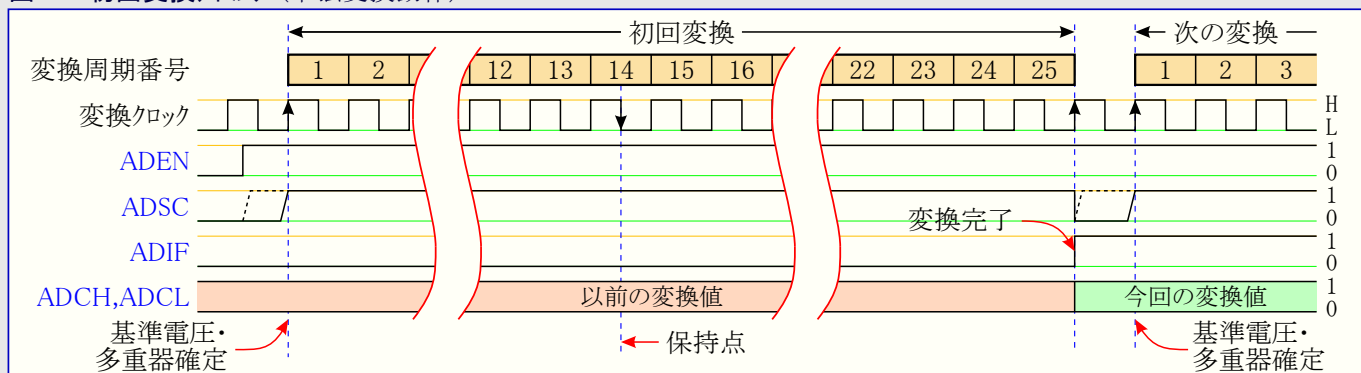 初回変換
次の変換
変換周期番号
1 2 12 13 14 15 16 22 23 24 25 1 2 3
変換クロック
H
L
ADEN
1
0
ADSC
1
0
変換完了
ADIF
1
0
ADCH,ADCL
以前の変換値
今回の変換値
1
0
基準電圧・
多重器確定
保持点
基準電圧・
多重器確定